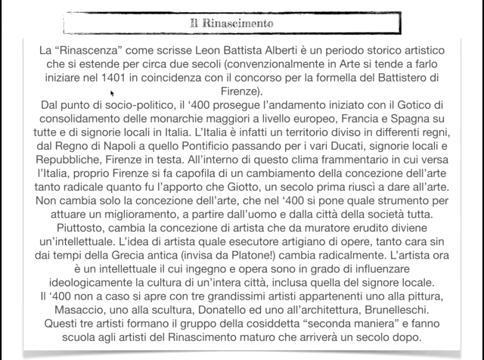 Il Rinascimento
La “Rinascenza” come scrisse Leon Battista Alberti è un periodo storico artistico
che si estende per circa due secoli (convenzionalmente in Arte si tende a farlo
iniziare nel 1401 in coincidenza con il concorso per la formella del Battistero di
Firenze).
Dal punto di socio-politico, il ‘400 prosegue l’andamento iniziato con il Gotico di
consolidamento delle monarchie maggiori a livello europeo, Francia e Spagna su
tutte e di signorie locali in Italia. L’Italia è infatti un territorio diviso in differenti regni,
dal Regno di Napoli a quello Pontificio passando per i vari Ducati, signorie locali e
Repubbliche, Firenze in testa. All’interno di questo clima frammentario in cui versa
l’Italia, proprio Firenze si fa capofila di un cambiamento della concezione dell’arte
tanto radicale quanto fu l’apporto che Giotto, un secolo prima riuscì a dare all’arte.
Non cambia solo la concezione dell’arte, che nel ‘400 si pone quale strumento per
attuare un miglioramento, a partire dall’uomo e dalla città della società tutta.
Piuttosto, cambia la concezione di artista che da muratore erudito diviene
un’intellettuale. L’idea di artista quale esecutore artigiano di opere, tanto cara sin
dai tempi della Grecia antica (invisa da Platone!) cambia radicalmente. L’artista ora
è un intellettuale il cui ingegno e opera sono in grado di influenzare
ideologicamente la cultura di un’intera città, inclusa quella del signore locale.
Il ‘400 non a caso si apre con tre grandissimi artisti appartenenti uno alla pittura,
Masaccio, uno alla scultura, Donatello ed uno all’architettura, Brunelleschi.
Questi tre artisti formano il gruppo della cosiddetta “seconda maniera” e fanno
scuola agli artisti del Rinascimento maturo che arriverà un secolo dopo.